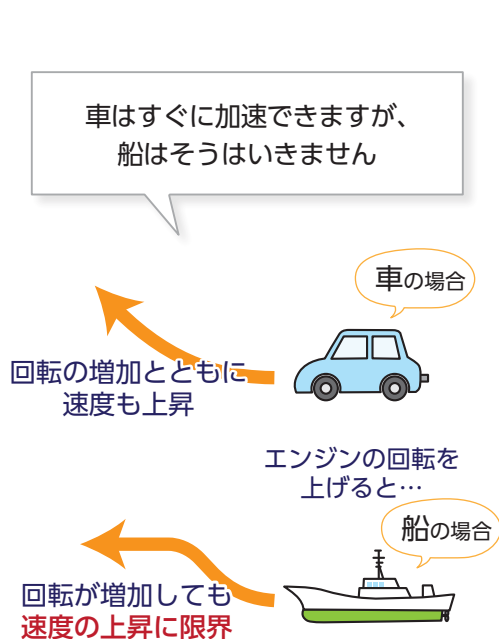 車はすぐに加速できますが、
船はそうはいきません
車の場合
回転の増加とともに
速度も上昇
エンジンの回転を
上げると…
船の場合
回転が増加しても
速度の上昇に限界